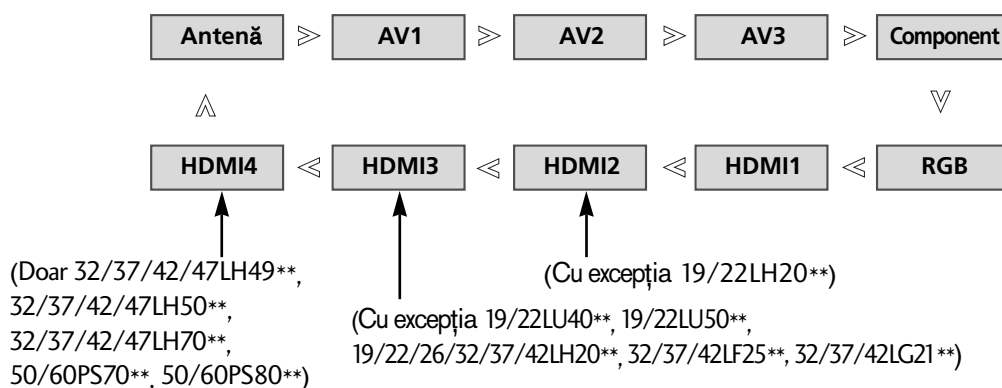 Antenă AV1 AV2 AV3 Component
HDMI4 HDMI3 HDMI2 HDMI1 RGB
(Doar 32/37/42/47LH49**,
32/37/42/47LH50**,
32/37/42/47LH70**,
50/60PS70**, 50/60PS80**)
(Cu excepția 19/22LU40**, 19/22LU50**,
19/22/26/32/37/42LH20**, 32/37/42LF25**, 32/37/42LG21**)
(Cu excepția 19/22LH20**)